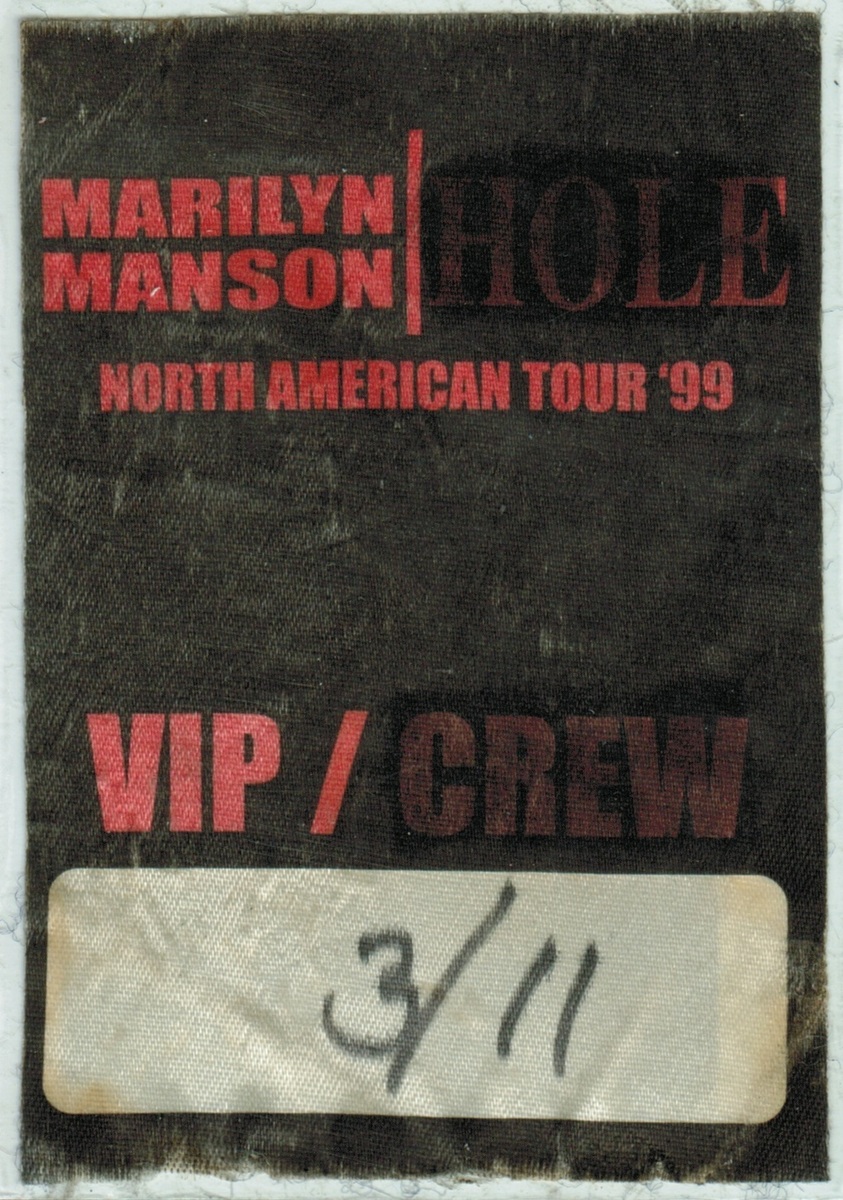 MARILYN
MANSON
HOLE
NORTH AMERICAN TOUR ‘99
VIP / CREW
3/11